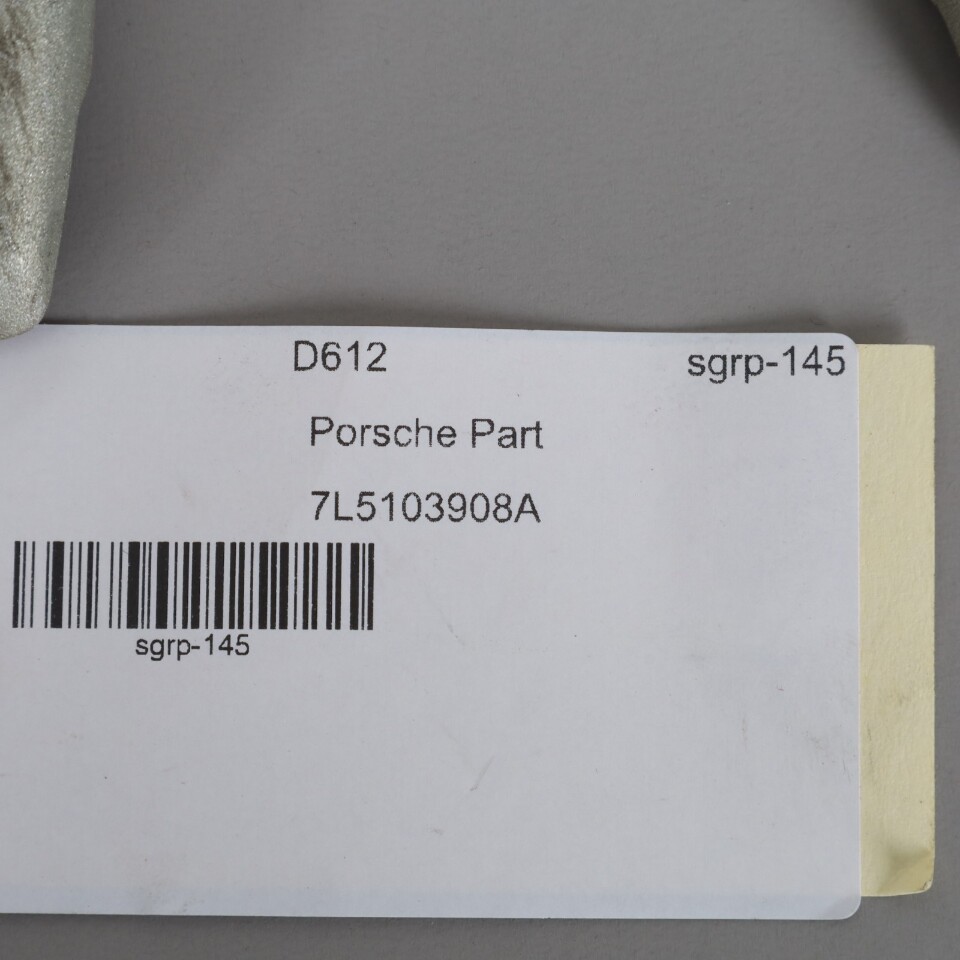 D612 sgrp-145
Porsche Part
7L5103908A
sgrp-145